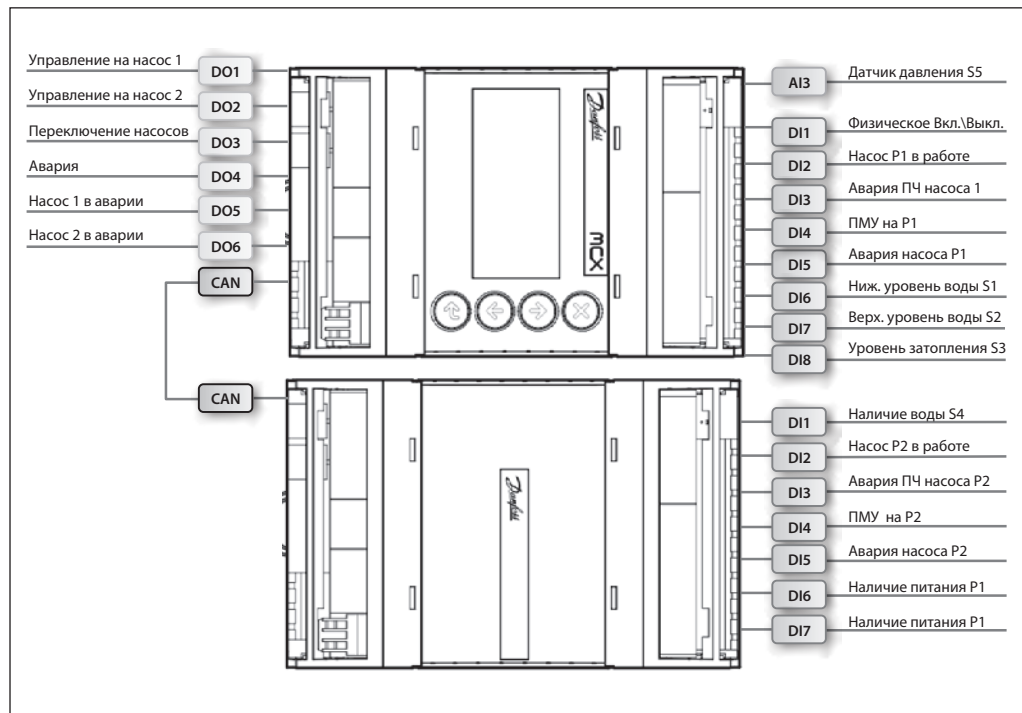 Управление на насос 1
DO1
Управление на насос 2
DO2
Переключение насосов
DO3
Авария
DO4
Насос 1 в аварии
DO5
Насос 2 в аварии
DO6
CAN
CAN
Danfoss
MCX
AI3
Датчик давления S5
DI1
Физическое Вкл.\Выкл.
DI2
Насос P1 в работе
DI3
Авария ПЧ насоса 1
DI4
ПМУ на P1
DI5
Авария насоса P1
DI6
Ниж. уровень воды S1
DI7
Верх. уровень воды S2
DI8
Уровень затопления S3
Danfoss
DI1
Наличие воды S4
DI2
Насос P2 в работе
DI3
Авария ПЧ насоса P2
DI4
ПМУ на P2
DI5
Авария насоса P2
DI6
Наличие питания P1
DI7
Наличие питания P1